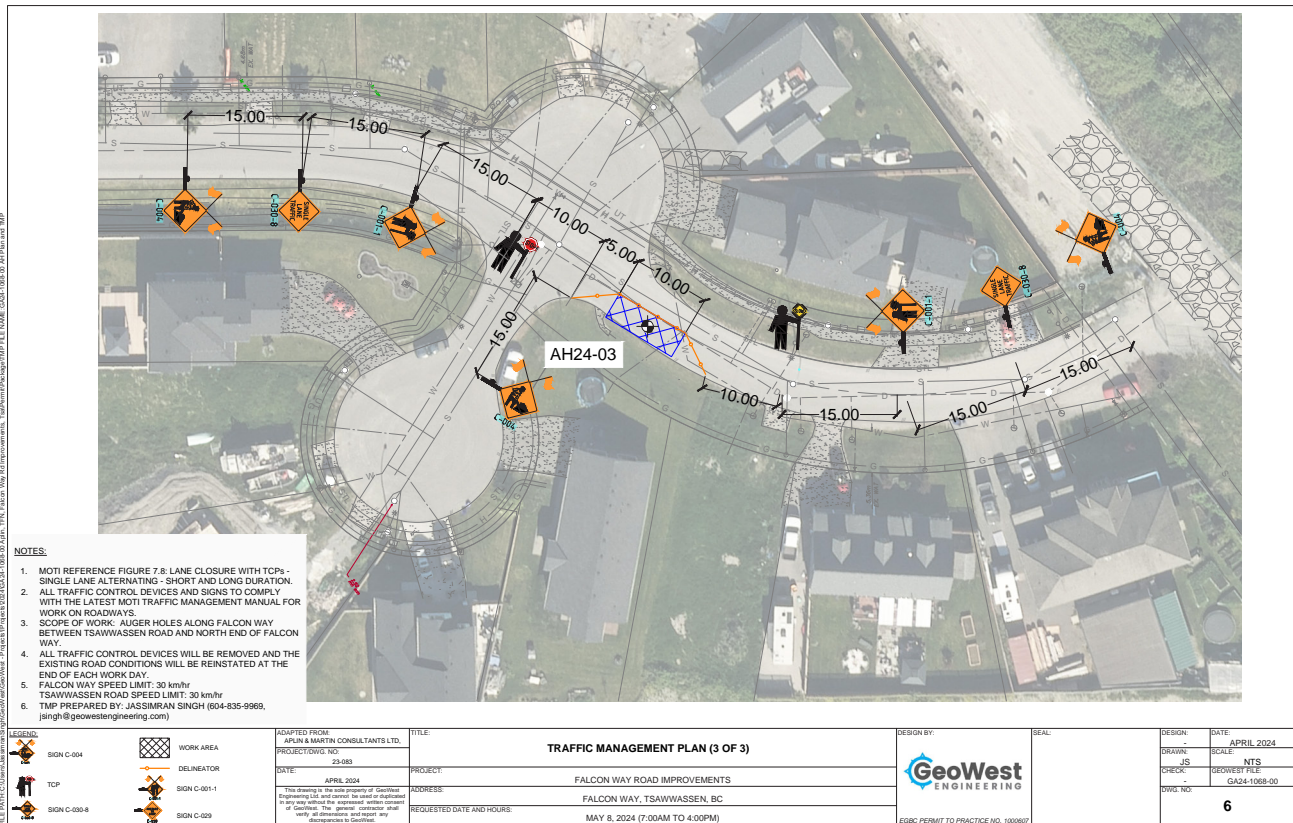 15.00
15.00
15.00
10.00
5.00
10.00
15.00
10.00
15.00
15.00
15.00
C-004
C-030-8
SINGLE
LANE
TRAFFIC
C-001-1
C-004
AH24-03
C-001-1
C-030-8
SINGLE
LANE
TRAFFIC
C-004
NOTES:
1. MOTI REFERENCE FIGURE 7.8: LANE CLOSURE WITH TCPs -
SINGLE LANE ALTERNATING - SHORT AND LONG DURATION.
2. ALL TRAFFIC CONTROL DEVICES AND SIGNS TO COMPLY
WITH THE LATEST MOTI TRAFFIC MANAGEMENT MANUAL FOR
WORK ON ROADWAYS.
3. SCOPE OF WORK: AUGER HOLES ALONG FALCON WAY
BETWEEN TSAWWASSEN ROAD AND NORTH END OF FALCON
WAY.
4. ALL TRAFFIC CONTROL DEVICES WILL BE REMOVED AND THE
EXISTING ROAD CONDITIONS WILL BE REINSTATED AT THE
END OF EACH WORK DAY.
5. FALCON WAY SPEED LIMIT: 30 km/hr
TSAWWASSEN ROAD SPEED LIMIT: 30 km/hr
6. TMP PREPARED BY: JASSIMRAN SINGH (604-835-9969,
jsingh@geowestengineering.com)
LEGEND:
SIGN C-004
TCP
SIGN C-030-8
WORK AREA
DELINEATOR
SIGN C-001-1
SIGN C-029
ADAPTED FROM:
APLIN & MARTIN CONSULTANTS LTD,
PROJECT/DWG. NO:
23-083
DATE:
APRIL 2024
This drawing is the sole property of GeoWest
Engineering Ltd. and cannot be used or duplicated
in any way without the expressed written consent
of GeoWest. The general contractor shall
verify all dimensions and report any
discrepancies to GeoWest.
TITLE:
TRAFFIC MANAGEMENT PLAN (3 OF 3)
PROJECT:
FALCON WAY ROAD IMPROVEMENTS
ADDRESS:
FALCON WAY, TSAWWASSEN, BC
REQUESTED DATE AND HOURS:
MAY 8, 2024 (7:00AM TO 4:00PM)
DESIGN BY:
GeoWest
ENGINEERING
EGBC PERMIT TO PRACTICE NO. 1000607
SEAL:
DESIGN:
-
DATE:
APRIL 2024
DRAWN:
JS
SCALE:
NTS
CHECK:
-
GEOWEST FILE:
GA24-1068-00
DWG. NO:
6